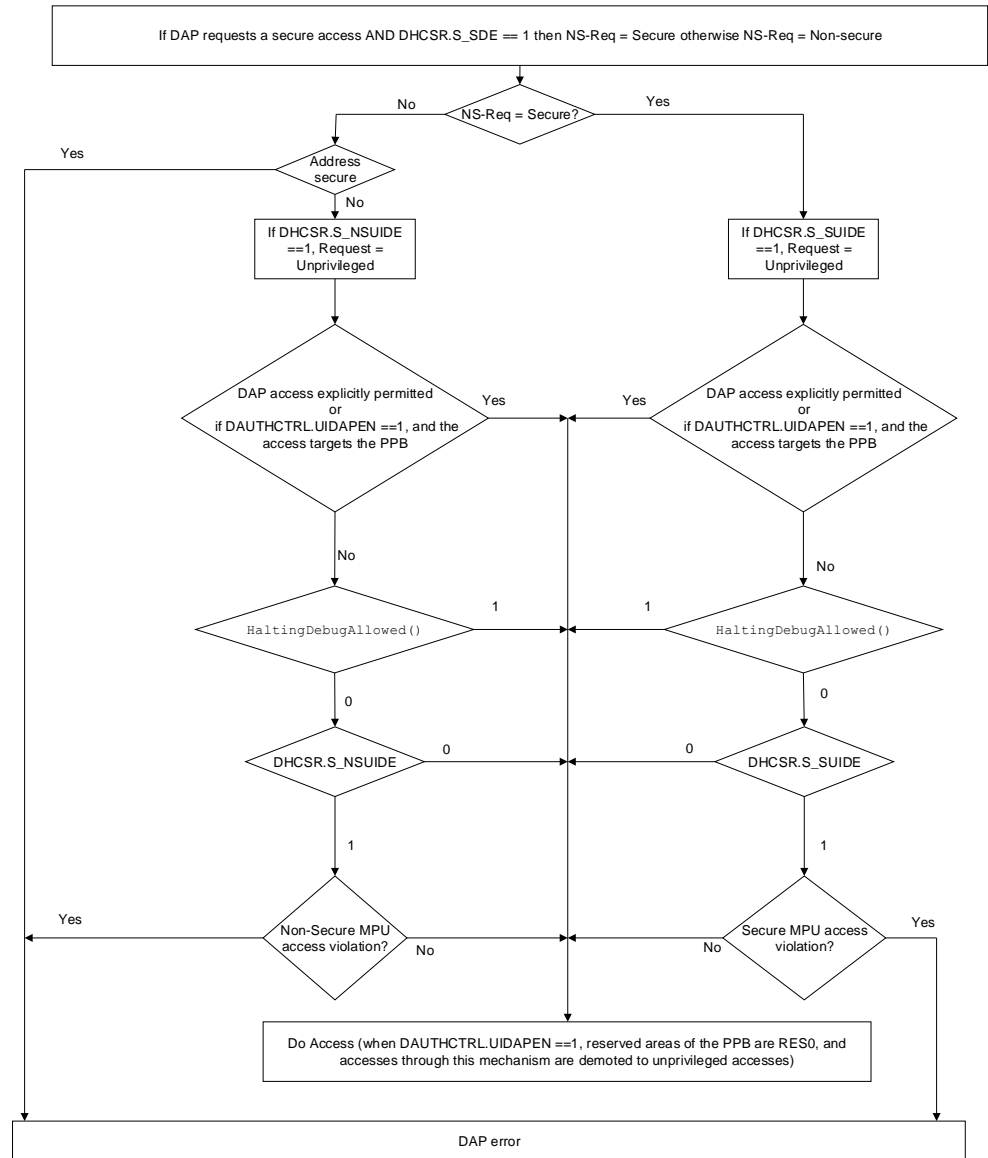 If DAP requests a secure access AND DHCSR.S_SDE == 1 then NS-Req = Secure otherwise NS-Req = Non-secure
NS-Req = Secure?
No
Yes
Yes
Address
secure
No
If DHCSR.S_NSUIDE
==1, Request =
Unprivileged
If DHCSR.S_SUIDE
==1, Request =
Unprivileged
DAP access explicitly permitted
or
if DAUTHCTRL.UIDAPEN ==1, and the
access targets the PPB
Yes
Yes
DAP access explicitly permitted
or
if DAUTHCTRL.UIDAPEN ==1, and the
access targets the PPB
No
No
HaltingDebugAllowed()
1
1
HaltingDebugAllowed()
0
0
DHCSR.S_NSUIDE
0
0
DHCSR.S_SUIDE
1
1
Yes
Non-Secure MPU
access violation?
No
No
Secure MPU access
violation?
Yes
Do Access (when DAUTHCTRL.UIDAPEN ==1, reserved areas of the PPB are RES0, and
accesses through this mechanism are demoted to unprivileged accesses)
DAP error